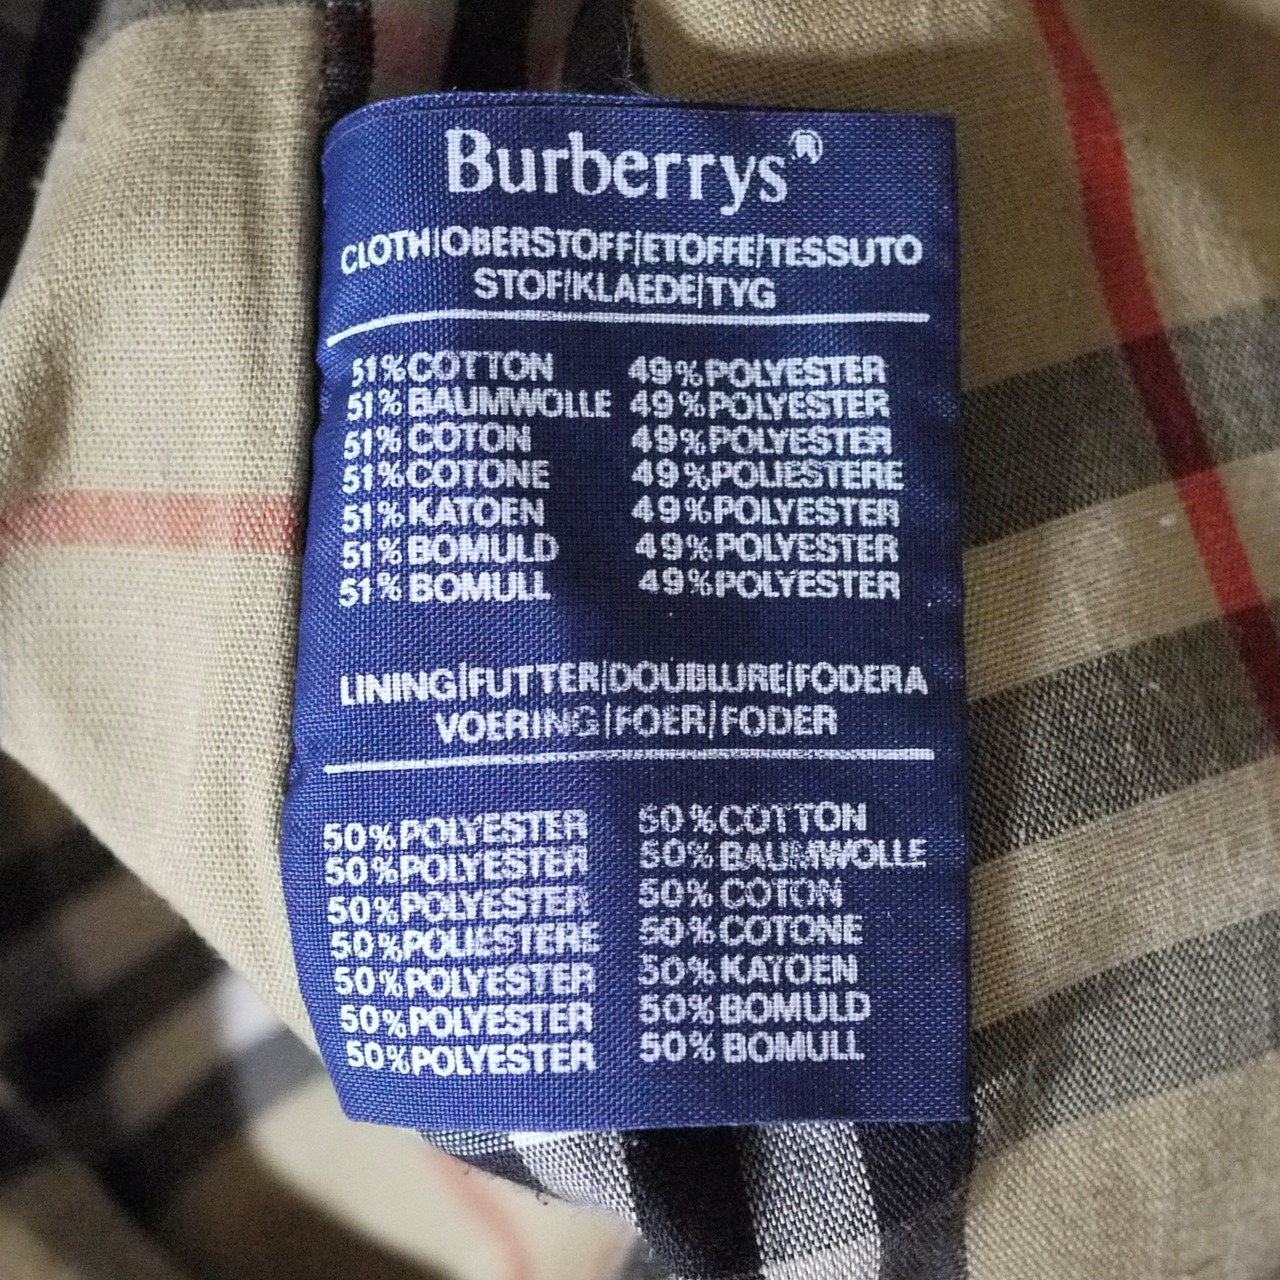 Burberrys
CLOTH|OBERSTOFF|ETOFFE|TESSUTO
STOF|KLAEDE|TYG
51% COTTON 49% POLYESTER
51% BAUMWOLLE 49% POLYESTER
51% COTON 49% POLYESTER
51% COTONE 49% POLIESTERE
51% KATOEN 49% POLYESTER
51% BOMULD 49% POLYESTER
51% BOMULL 49% POLYESTER
LINING|FUTTER|DOUBLURE|FODERA
VOERING|FOER|FODER
50% POLYESTER 50% COTTON
50% POLYESTER 50% BAUMWOLLE
50% POLYESTER 50% COTON
50% POLIESTERE 50% COTONE
50% POLYESTER 50% KATOEN
50% POLYESTER 50% BOMULD
50% POLYESTER 50% BOMULL